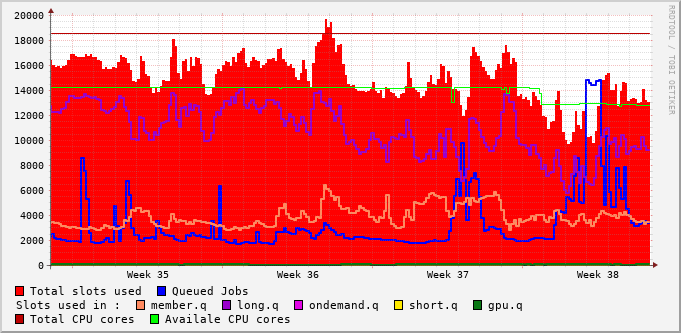 20000
18000
16000
14000
12000
10000
8000
6000
4000
2000
0
Week 35 Week 36 Week 37 Week 38
Total slots used Queued Jobs
Slots used in : member.q long.q ondemand.q short.q gpu.q
Total CPU cores Availale CPU cores
RRDTOOL / TOBI OETIKER